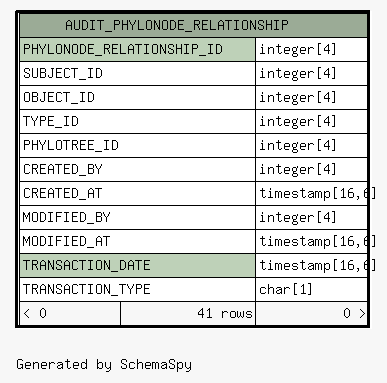 AUDIT_PHYLONODE_RELATIONSHIP
PHYLONODE_RELATIONSHIP_ID integer[4]
SUBJECT_ID integer[4]
OBJECT_ID integer[4]
TYPE_ID integer[4]
PHYLOTREE_ID integer[4]
CREATED_BY integer[4]
CREATED_AT timestamp[16,6]
MODIFIED_BY integer[4]
MODIFIED_AT timestamp[16,6]
TRANSACTION_DATE timestamp[16,6]
TRANSACTION_TYPE char[1]
< 0 41 rows 0 >
Generated by SchemaSpy